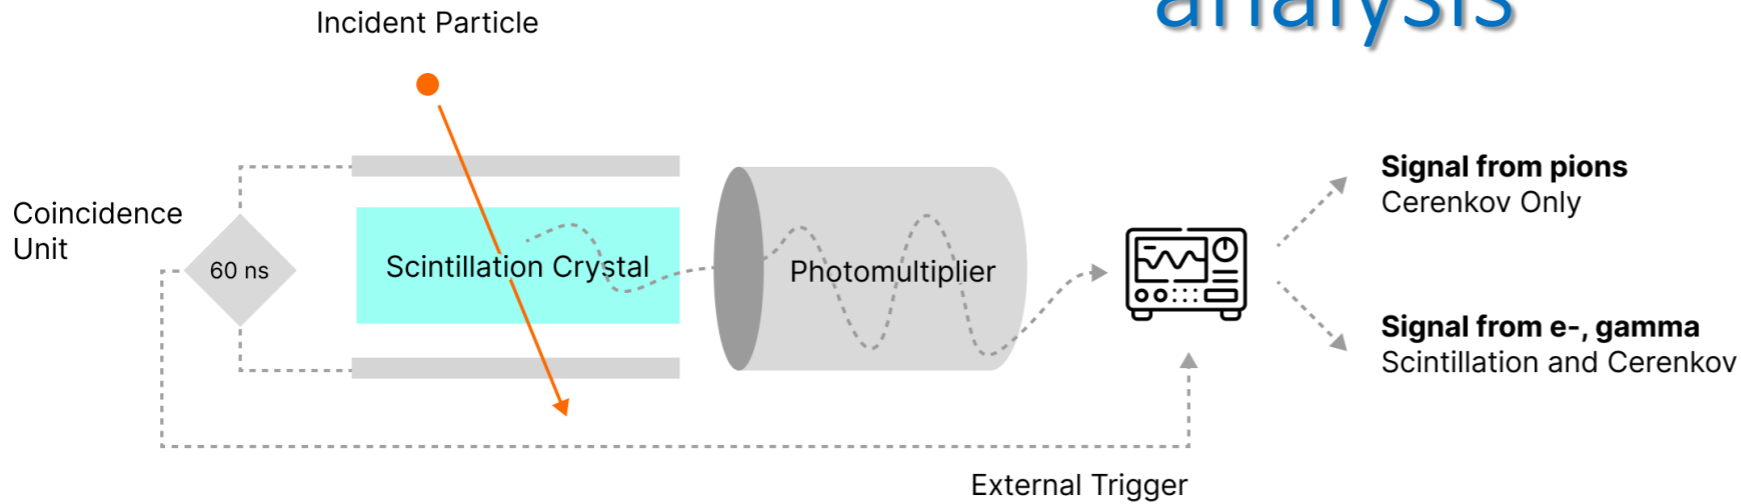 analysis
Incident Particle
Coincidence
Unit
60 ns
Scintillation Crystal
Photomultiplier
Signal from pions
Cerenkov Only
Signal from e-, gamma
Scintillation and Cerenkov
External Trigger